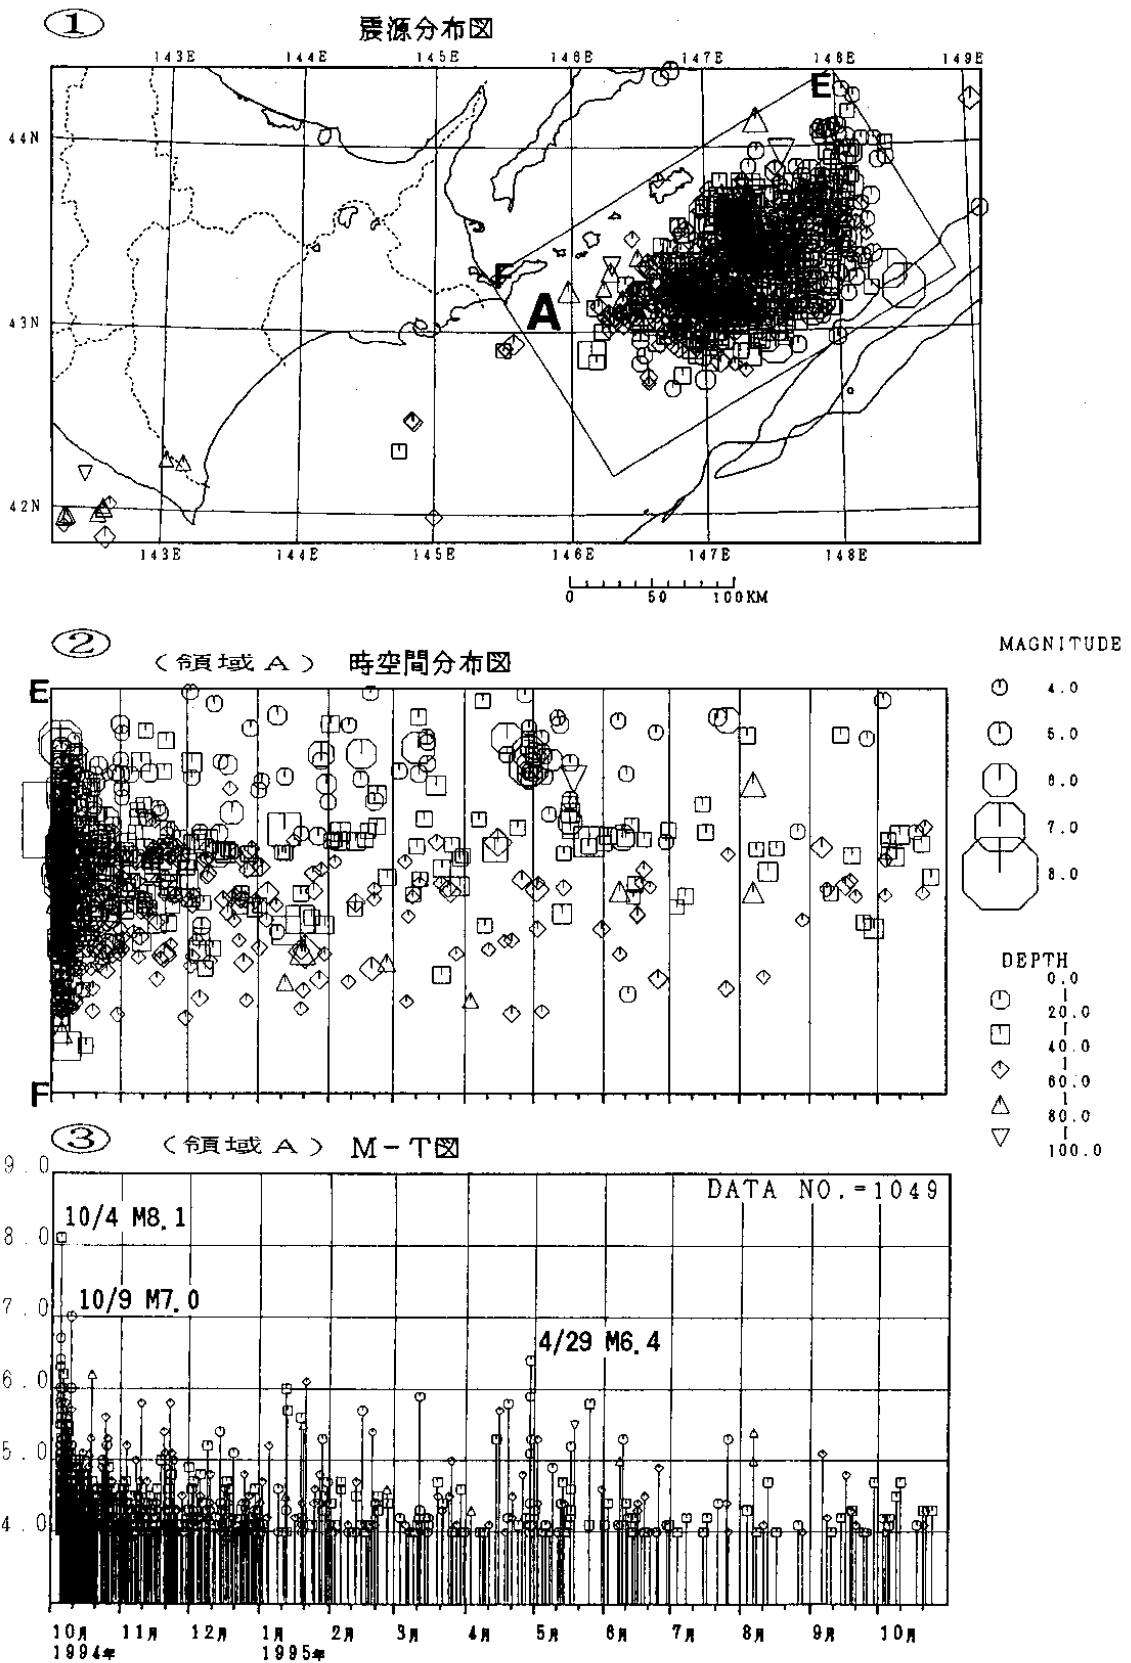 ① 震源分布図
143E 144E 145E 146E 147E 148E 149E
E
44N
F
A
43N
42N
143E 144E 145E 146E 147E 148E
0 50 100KM
② (領域A) 時空間分布図
E
F
MAGNITUDE
4.0
5.0
6.0
7.0
8.0
DEPTH
0.0
20.0
40.0
60.0
80.0
100.0
③ (領域A) M-T図
DATA NO.=1049
9.0
8.0
7.0
6.0
5.0
4.0
10/4 M8.1
10/9 M7.0
4/29 M6.4
10月 11月 12月 1月 2月 3月 4月 5月 6月 7月 8月 9月 10月
1994年 1995年